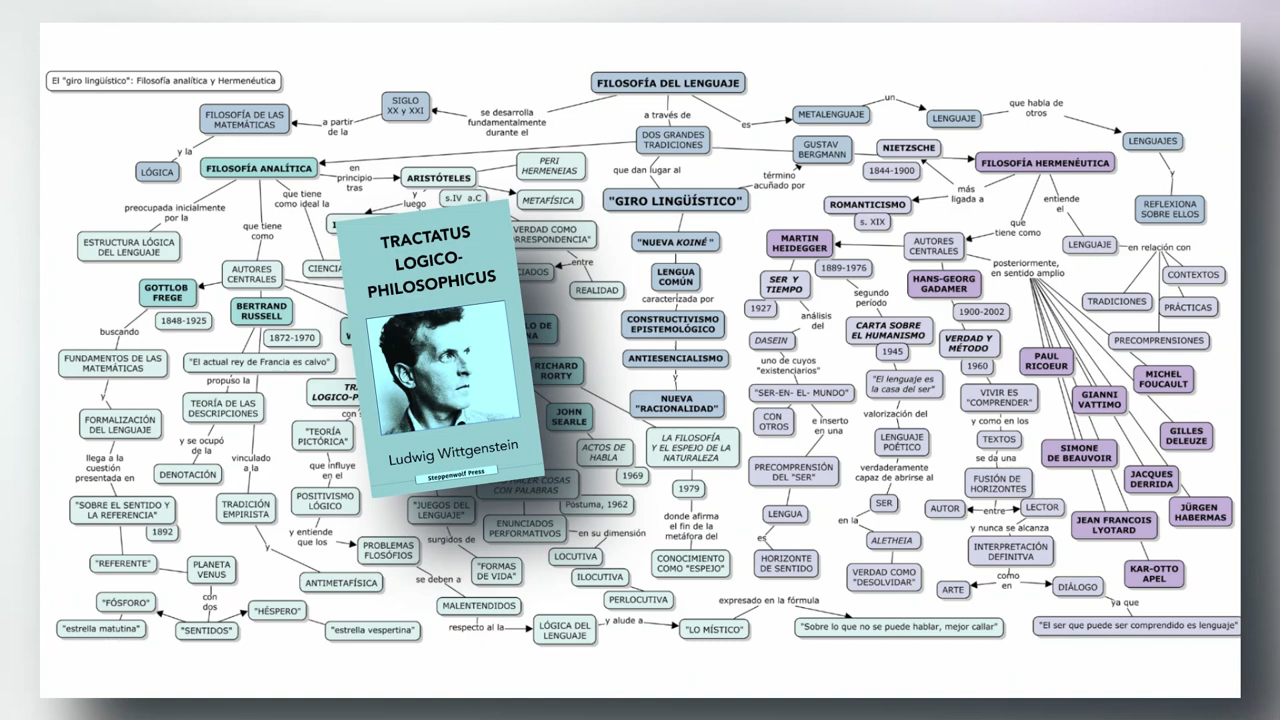 El "giro lingüístico": Filosofía analítica y Hermenéutica
FILOSOFÍA DEL LENGUAJE
SIGLO
XX y XXI
se desarrolla
fundamentalmente
durante el
a través de
es
METALENGUAJE
un
LENGUAJE
que habla de
otros
LENGUAJES
y
REFLEXIONA
SOBRE ELLOS
FILOSOFÍA DE LAS
MATEMÁTICAS
a partir
de la
y la
LÓGICA
DOS GRANDES
TRADICIONES
que dan lugar al
"GIRO LINGÜÍSTICO"
término
acuñado por
GUSTAV
BERGMANN
FILOSOFÍA ANALÍTICA
en
principio
tras
ARISTÓTELES
s.IV a.C
PERI
HERMENEIAS
METAFÍSICA
y
luego
VERDAD COMO
entre
REALIDAD
preocupada inicialmente
por la
ESTRUCTURA LÓGICA
DEL LENGUAJE
que tiene
como
que tiene
como ideal la
CIENCIA
AUTORES
CENTRALES
GOTTLOB
FREGE
1848-1925
buscando
FUNDAMENTOS DE LAS
MATEMÁTICAS
FORMALIZACIÓN
DEL LENGUAJE
llega a la
cuestión
presentada en
"SOBRE EL SENTIDO Y
LA REFERENCIA"
1892
"REFERENTE"
PLANETA
VENUS
con
dos
"SENTIDOS"
"FÓSFORO"
"estrella matutina"
"HÉSPERO"
"estrella vespertina"
BERTRAND
RUSSELL
1872-1970
"El actual rey de Francia es calvo"
propuso la
TEORÍA DE LAS
DESCRIPCIONES
y se ocupó
de la
DENOTACIÓN
vinculado
a la
TRADICIÓN
EMPIRISTA
y
ANTIMETAFÍSICA
"TEORÍA
PICTÓRICA"
que influye
en el
POSITIVISMO
LÓGICO
y entiende
que los
PROBLEMAS
FILOSÓFIOS
se deben a
MALENTENDIDOS
respecto al la
LÓGICA DEL
LENGUAJE
y alude a
"LO MÍSTICO"
expresado en la fórmula
"Sobre lo que no se puede hablar, mejor callar"
TRACTATUS
LOGICO-
PHILOSOPHICUS
Ludwig Wittgenstein
Steppenwolf Press
"JUEGOS DEL
LENGUAJE"
surgidos de
"FORMAS
DE VIDA"
RICHARD
RORTY
JOHN
SEARLE
ACTOS DE
HABLA
1969
CON PALABRAS
Postuma, 1962
ENUNCIADOS
PERFORMATIVOS
en su dimensión
LOCUTIVA
ILOCUTIVA
PERLOCUTIVA
LA FILOSOFÍA
Y EL ESPEJO DE LA
NATURALEZA
1979
donde afirma
el fin de la
metáfora del
CONOCIMIENTO
COMO "ESPEJO"
"NUEVA KOINÉ"
LENGUA
COMÚN
caracterizada por
CONSTRUCTIVISMO
EPISTEMOLÓGICO
ANTIESENCIALISMO
y
NUEVA
"RACIONALIDAD"
FILOSOFÍA HERMENÉUTICA
NIETZSCHE
1844-1900
más
ligada a
ROMANTICISMO
s. XIX
que
tiene como
AUTORES
CENTRALES
MARTIN
HEIDEGGER
1889-1976
SER Y
TIEMPO
1927
análisis
del
DASEIN
uno de cuyos
"existenciarios"
"SER-EN- EL- MUNDO"
CON
OTROS
e inserto
en una
PRECOMPRENSIÓN
DEL "SER"
LENGUA
es
HORIZONTE
DE SENTIDO
segundo
período
CARTA SOBRE
EL HUMANISMO
1945
"El lenguaje es
la casa del ser"
valorización del
LENGUAJE
POÉTICO
verdaderamente
capaz de abrirse al
SER
en la
ALETHEIA
VERDAD COMO
"DESOLVIDAR"
HANS-GEORG
GADAMER
1900-2002
VERDAD Y
MÉTODO
1960
VIVIR ES
"COMPRENDER"
y como en los
TEXTOS
se da una
FUSIÓN DE
HORIZONTES
AUTOR
entre
LECTOR
y nunca se alcanza
INTERPRETACIÓN
DEFINITVA
como
en
ARTE
DIÁLOGO
ya que
"El ser que puede ser comprendido es lenguaje"
entiende
el
LENGUAJE
en relación con
CONTEXTOS
TRADICIONES
PRÁCTICAS
PRECOMPRENSIONES
posteriormente,
en sentido amplio
PAUL
RICOEUR
MICHEL
FOUCAULT
GIANNI
VATTIMO
GILLES
DELEUZE
SIMONE
DE BEAUVOIR
JACQUES
DERRIDA
JÜRGEN
HABERMAS
JEAN FRANCOIS
LYOTARD
KAR-OTTO
APEL